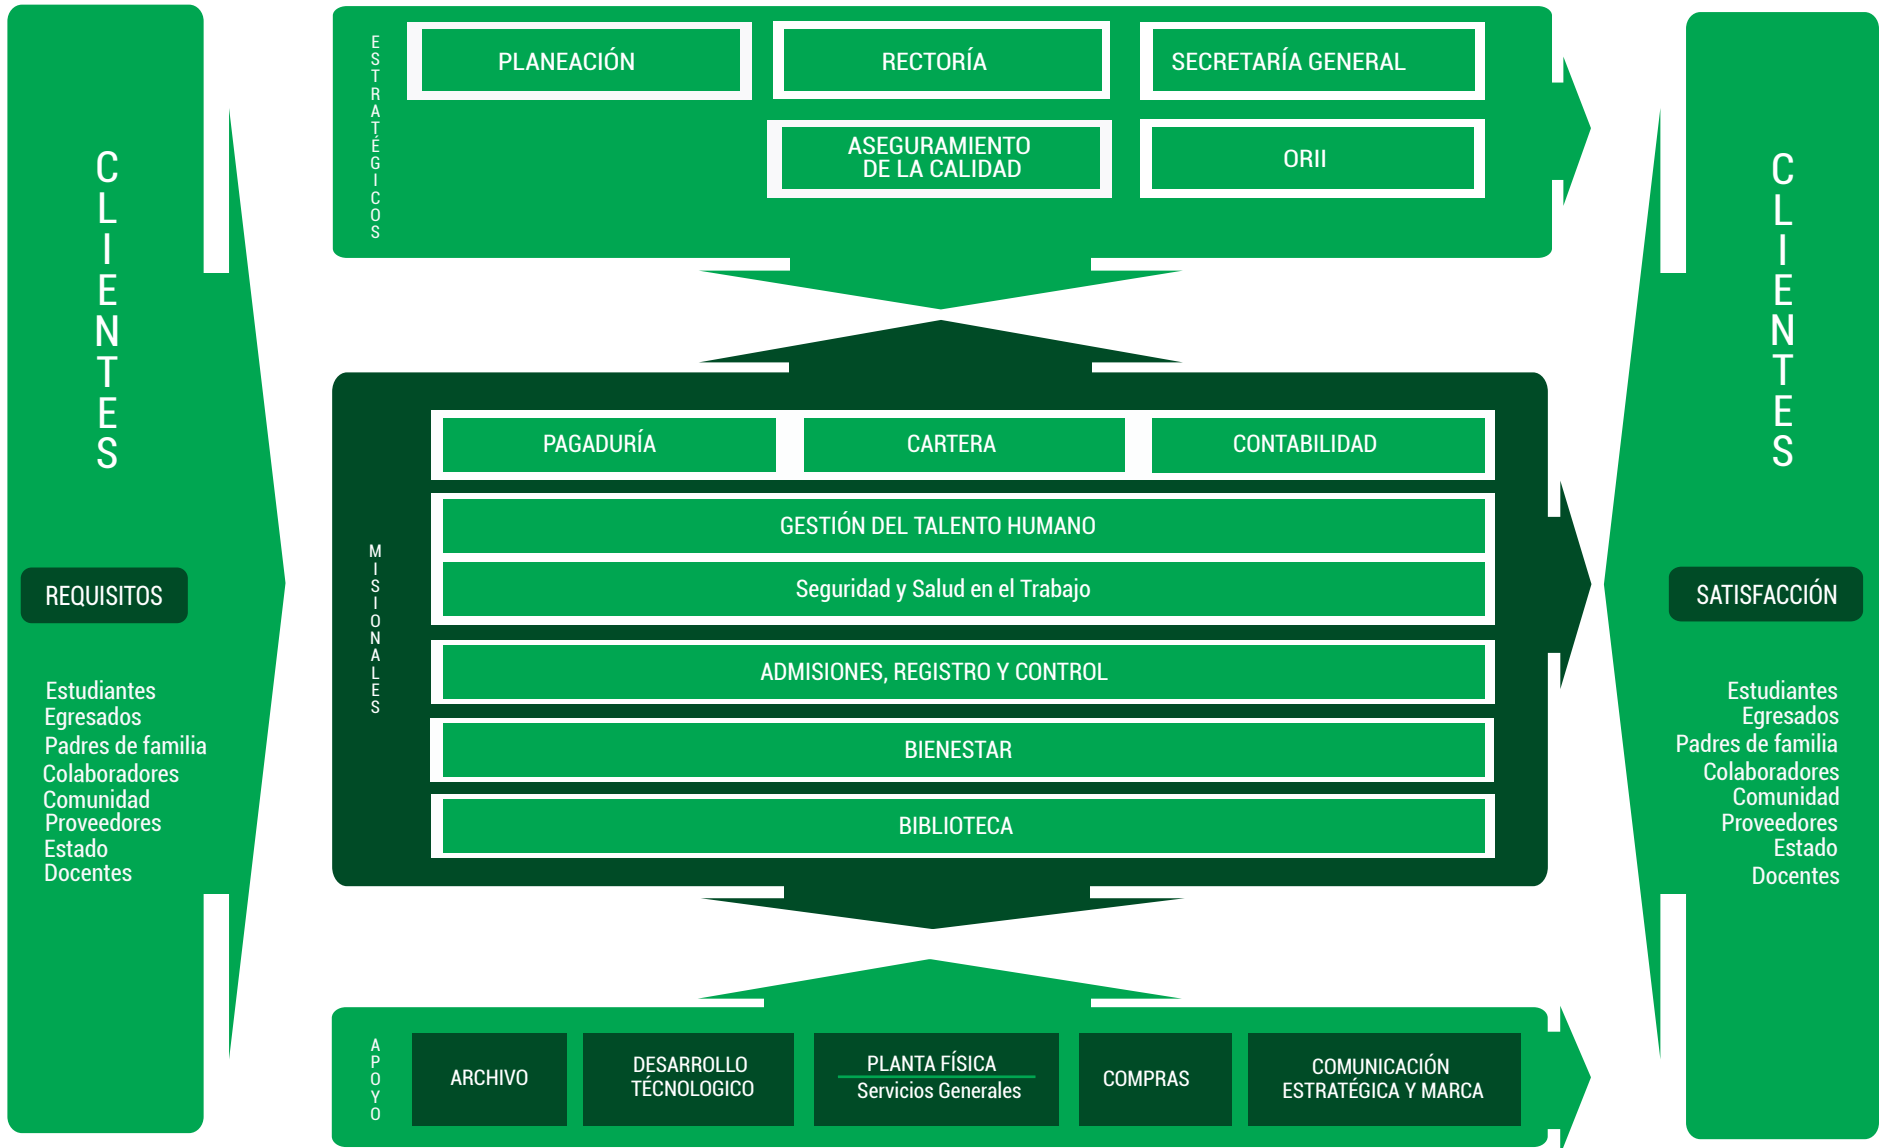 CLIENTES
REQUISITOS
Estudiantes
Egresados
Padres de familia
Colaboradores
Comunidad
Proveedores
Estado
Docentes
ESTRATÉGICOS
PLANEACIÓN
RECTORÍA
SECRETARÍA GENERAL
ASEGURAMIENTO
DE LA CALIDAD
ORII
MISIONALES
PAGADURÍA
CARTERA
CONTABILIDAD
GESTIÓN DEL TALENTO HUMANO
Seguridad y Salud en el Trabajo
ADMISIONES, REGISTRO Y CONTROL
BIENESTAR
BIBLIOTECA
APOYO
ARCHIVO
DESARROLLO
TÉCNOLOGICO
PLANTA FÍSICA
Servicios Generales
COMPRAS
COMUNICACIÓN
ESTRATÉGICA Y MARCA
CLIENTES
SATISFACCIÓN
Estudiantes
Egresados
Padres de familia
Colaboradores
Comunidad
Proveedores
Estado
Docentes